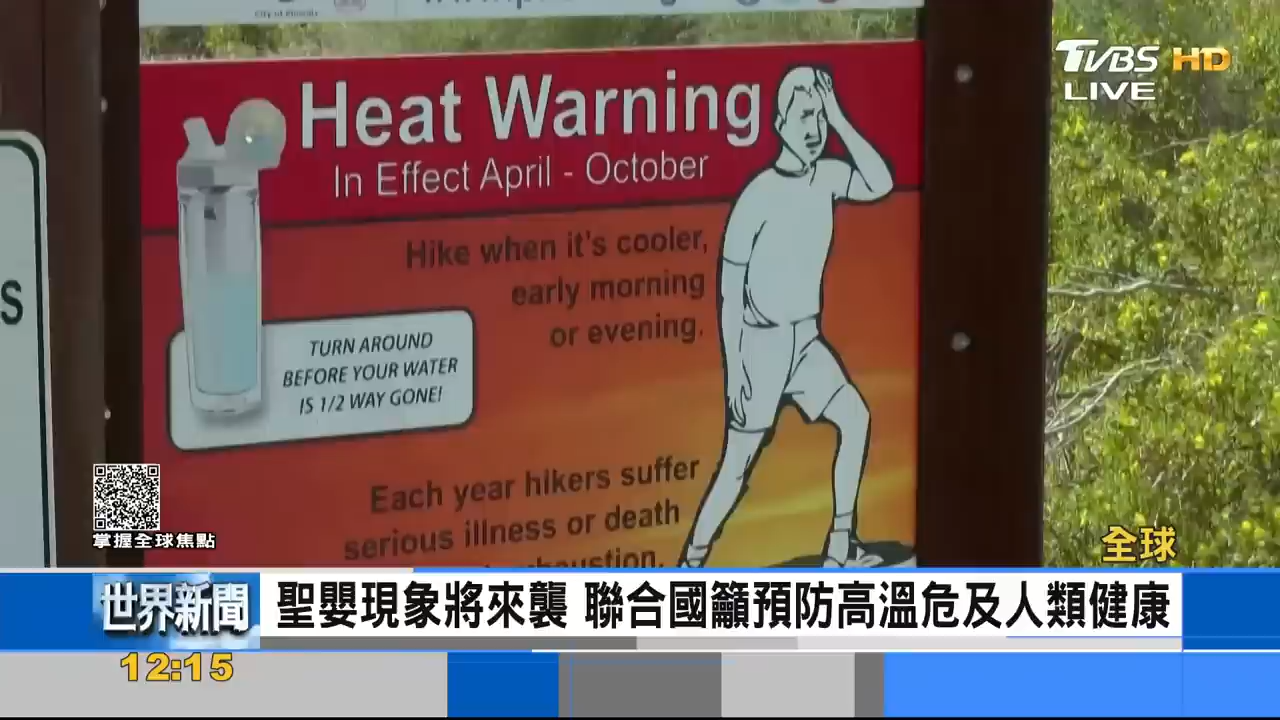 TVBS HD
LIVE
Heat Warning
In Effect April - October
Hike when it's cooler,
early morning
or evening.
TURN AROUND
BEFORE YOUR WATER
IS 1/2 WAY GONE!
Each year hikers suffer
serious illness or death
S
掌握全球焦點
全球
世界新聞
聖嬰現象將來襲 聯合國籲預防高溫危及人類健康
12:15